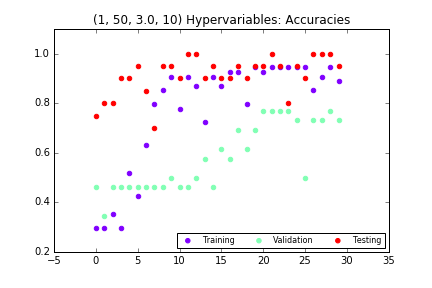 (1, 50, 3.0, 10) Hypervariables: Accuracies
1.0
0.8
0.6
0.4
0.2
Training Validation Testing
−5 0 5 10 15 20 25 30 35